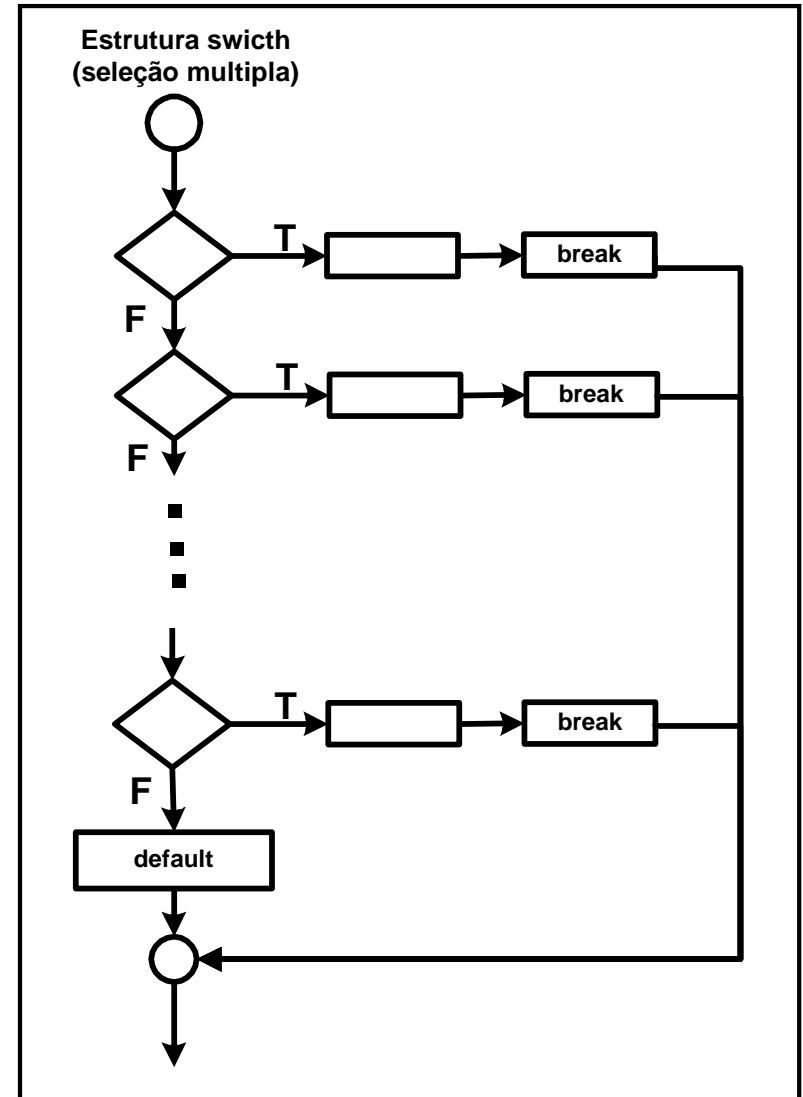 Estrutura swicth
(seleção multipla)
T
break
F
T
break
F
T
break
F
default